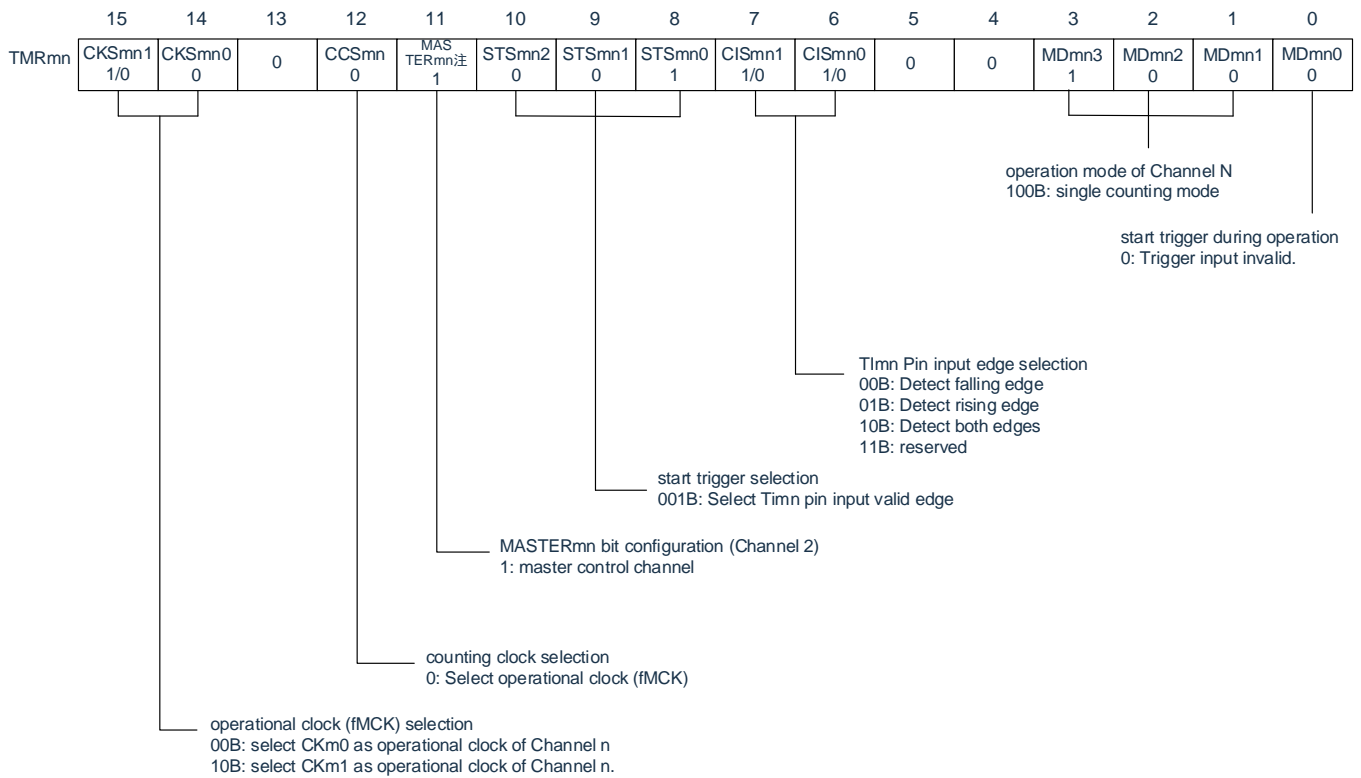 15 14 13 12 11 10 9 8 7 6 5 4 3 2 1 0
TMRmn CKSmn1 CKSmn0 0 CCSmn MAS TERmn注 STSmn2 STSmn1 STSmn0 CISmn1 CISmn0 0 0 MDmn3 MDmn2 MDmn1 MDmn0
1/0 0 0 1 0 0 1 1/0 1/0 1 0 0 0
operation mode of Channel N
100B: single counting mode
start trigger during operation
0: Trigger input invalid.
TImn Pin input edge selection
00B: Detect falling edge
01B: Detect rising edge
10B: Detect both edges
11B: reserved
start trigger selection
001B: Select Timn pin input valid edge
MASTERmn bit configuration (Channel 2)
1: master control channel
counting clock selection
0: Select operational clock (fMCK)
operational clock (fMCK) selection
00B: select CKm0 as operational clock of Channel n
10B: select CKm1 as operational clock of Channel n.